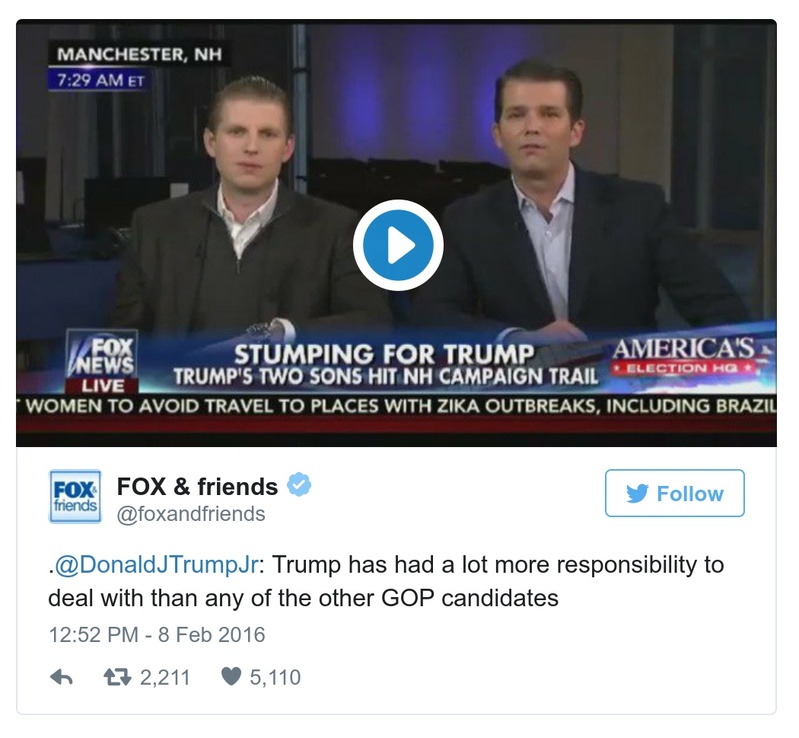 MANCHESTER, NH
7:29 AM ET
FOX
NEWS
LIVE
STUMPING FOR TRUMP
TRUMP'S TWO SONS HIT NH CAMPAIGN TRAIL
AMERICA'S
ELECTION HQ
WOMEN TO AVOID TRAVEL TO PLACES WITH ZIKA OUTBREAKS, INCLUDING BRAZIL
FOX&
friends
FOX & friends
@foxandfriends
Follow
.@DonaldJTrumpJr: Trump has had a lot more responsibility to
deal with than any of the other GOP candidates
12:52 PM - 8 Feb 2016
2,211 5,110